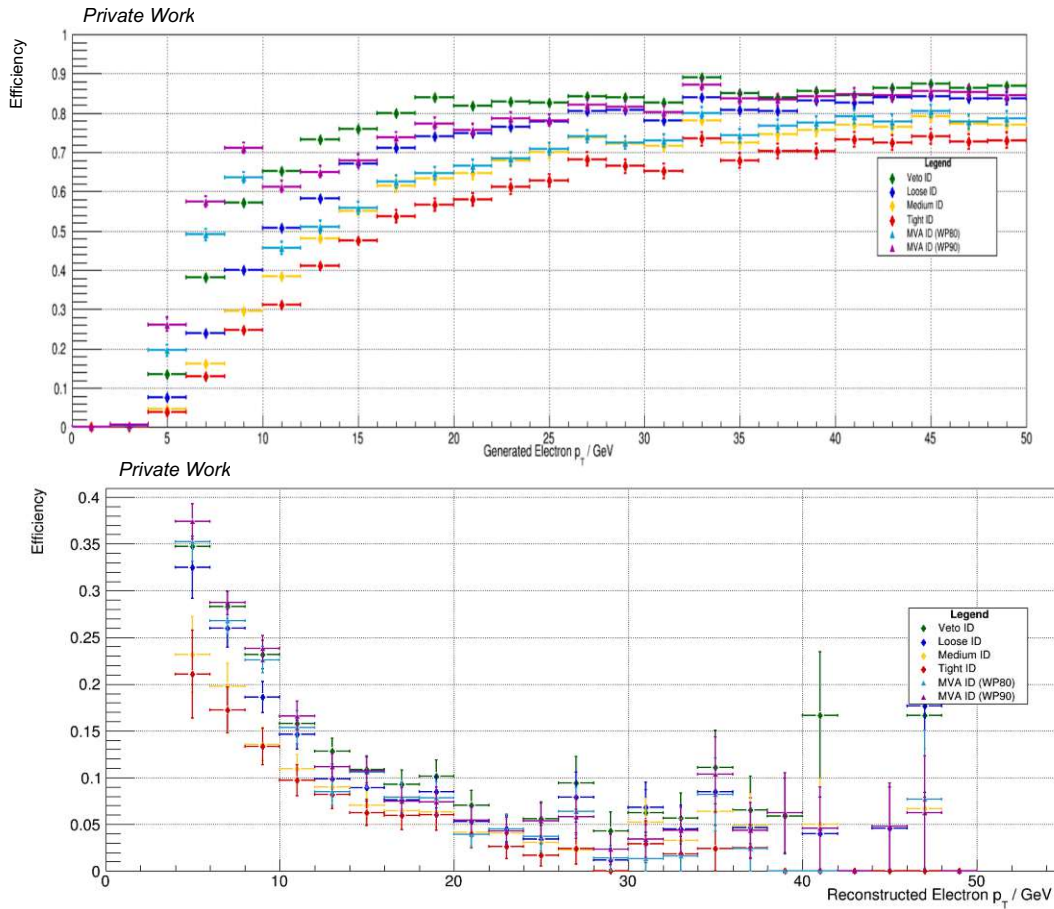 Private Work
Efficiency
1
0.9
0.8
0.7
0.6
0.5
0.4
0.3
0.2
0.1
0
0 5 10 15 20 25 30 35 40 45 50
Generated Electron pT / GeV
Legend
Veto ID
Loose ID
Medium ID
Tight ID
MVA ID (WP80)
MVA ID (WP90)
Private Work
Efficiency
0.4
0.35
0.3
0.25
0.2
0.15
0.1
0.05
0
0 10 20 30 40 50
Reconstructed Electron pT / GeV
Legend
Veto ID
Loose ID
Medium ID
Tight ID
MVA ID (WP80)
MVA ID (WP90)